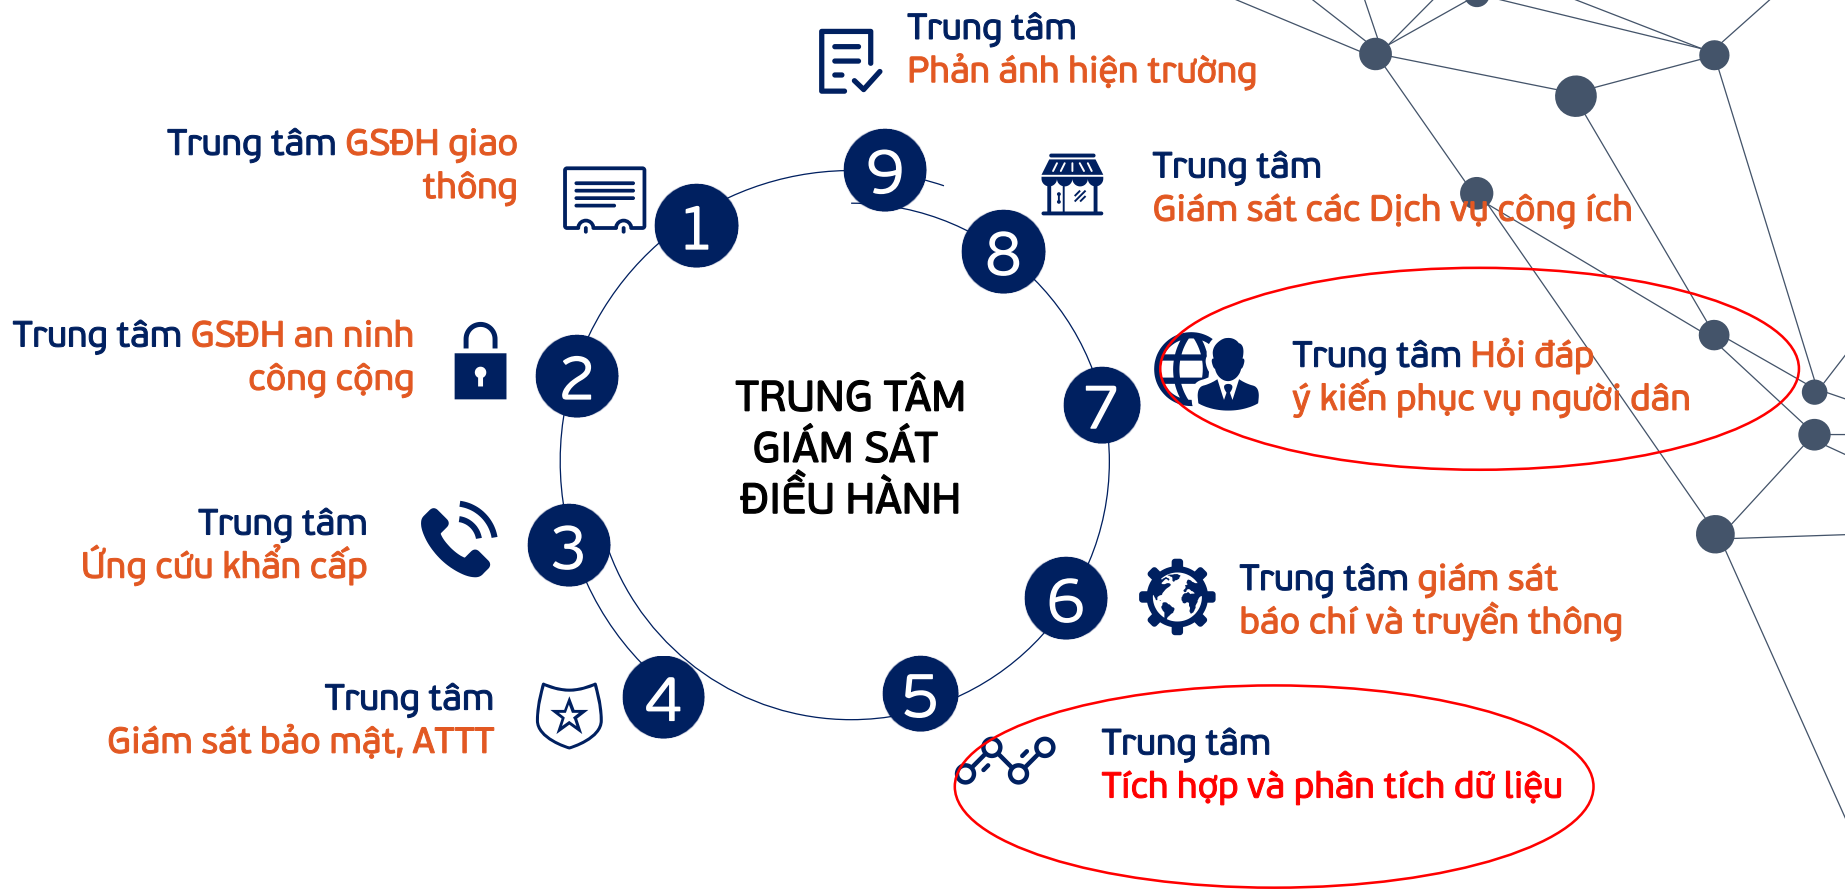 Trung tâm
Phản ánh hiện trường
9
Trung tâm GSĐH giao
thông
1
8
Trung tâm
Giám sát các Dịch vụ công ích
Trung tâm GSĐH an ninh
công cộng
2
TRUNG TÂM
GIÁM SÁT
ĐIỀU HÀNH
7
Trung tâm Hỏi đáp
ý kiến phục vụ người dân
Trung tâm
Ứng cứu khẩn cấp
3
6
Trung tâm giám sát
báo chí và truyền thông
Trung tâm
Giám sát bảo mật, ATTT
4
5
Trung tâm
Tích hợp và phân tích dữ liệu